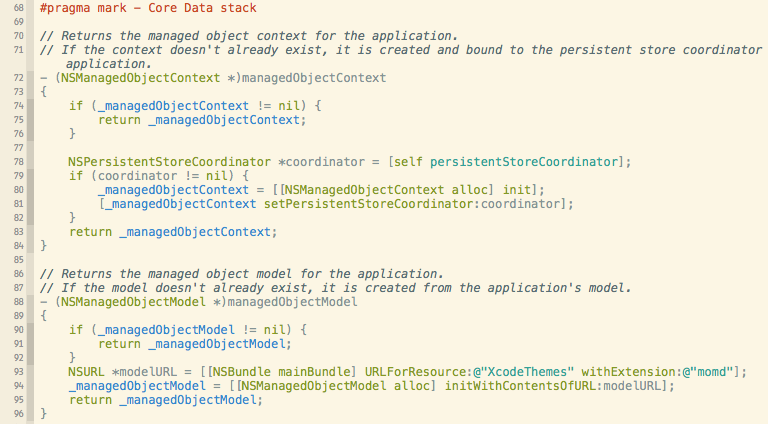 68 #pragma mark - Core Data stack
69
70 // Returns the managed object context for the application.
71 // If the context doesn't already exist, it is created and bound to the persistent store coordinator
application.
72 - (NSManagedObjectContext *)managedObjectContext
73 {
74     if (_managedObjectContext != nil) {
75         return _managedObjectContext;
76     }
77
78     NSPersistentStoreCoordinator *coordinator = [self persistentStoreCoordinator];
79     if (coordinator != nil) {
80         _managedObjectContext = [[NSManagedObjectContext alloc] init];
81         [_managedObjectContext setPersistentStoreCoordinator:coordinator];
82     }
83     return _managedObjectContext;
84 }
85
86 // Returns the managed object model for the application.
87 // If the model doesn't already exist, it is created from the application's model.
88 - (NSManagedObjectModel *)managedObjectModel
89 {
90     if (_managedObjectModel != nil) {
91         return _managedObjectModel;
92     }
93     NSURL *modelURL = [[NSBundle mainBundle] URLForResource:@"XcodeThemes" withExtension:@"momd"];
94     _managedObjectModel = [[NSManagedObjectModel alloc] initWithContentsOfURL:modelURL];
95     return _managedObjectModel;
96 }